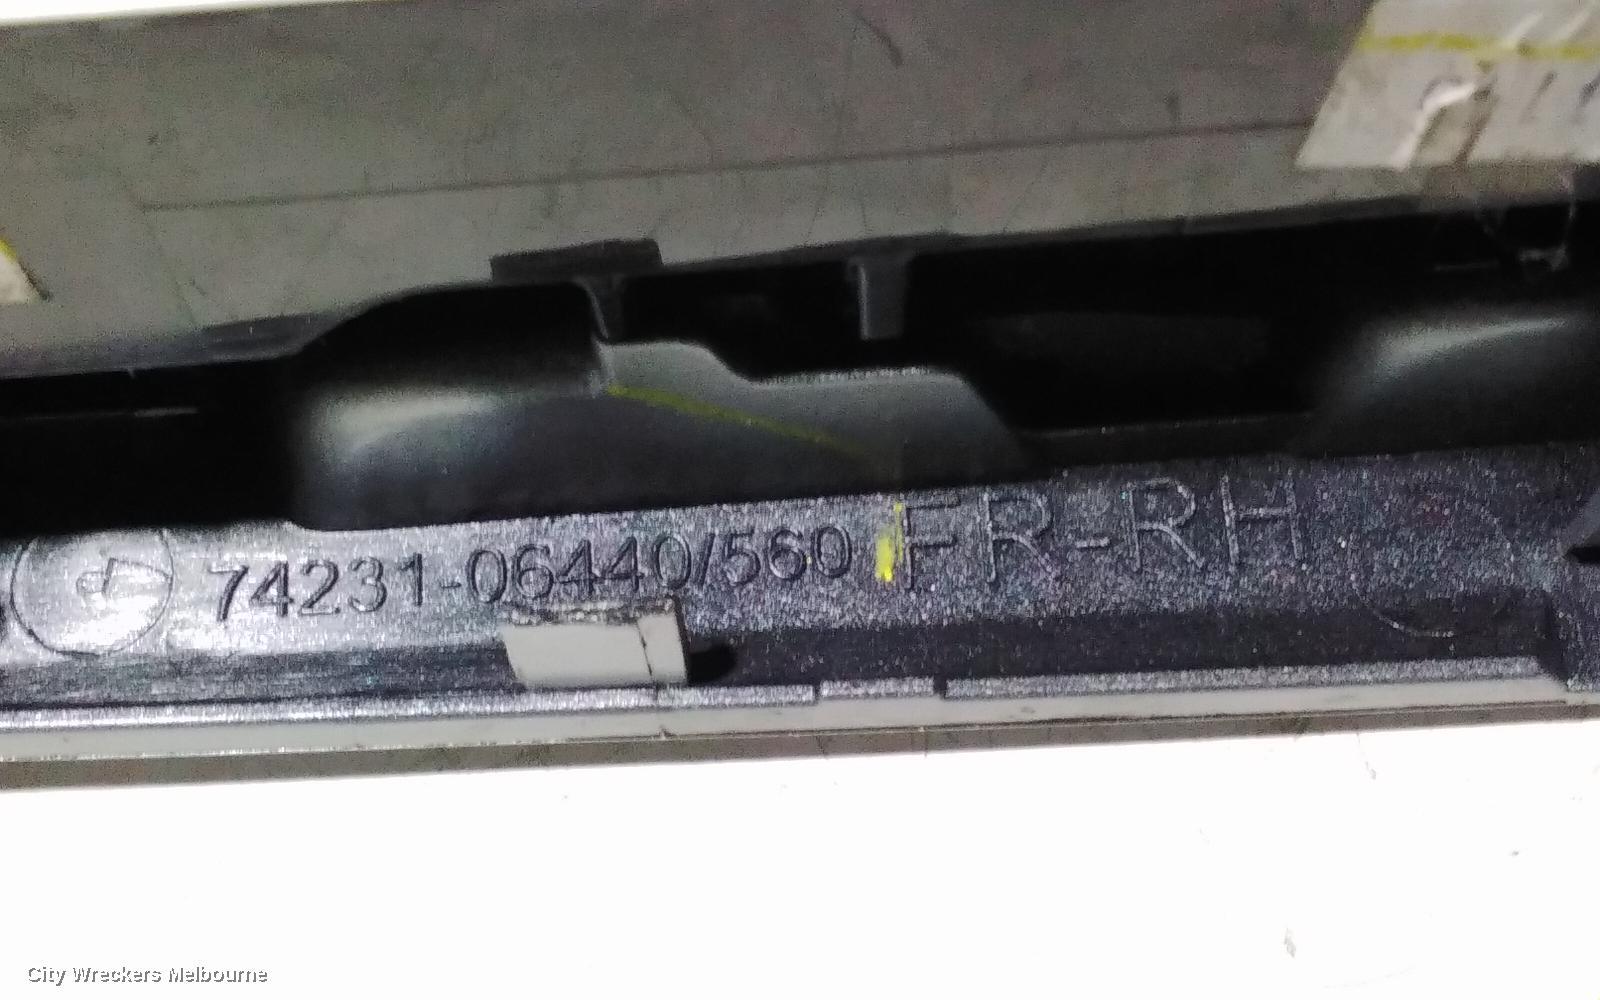 74231-06440/560 FR-RH
City Wreckers Melbourne